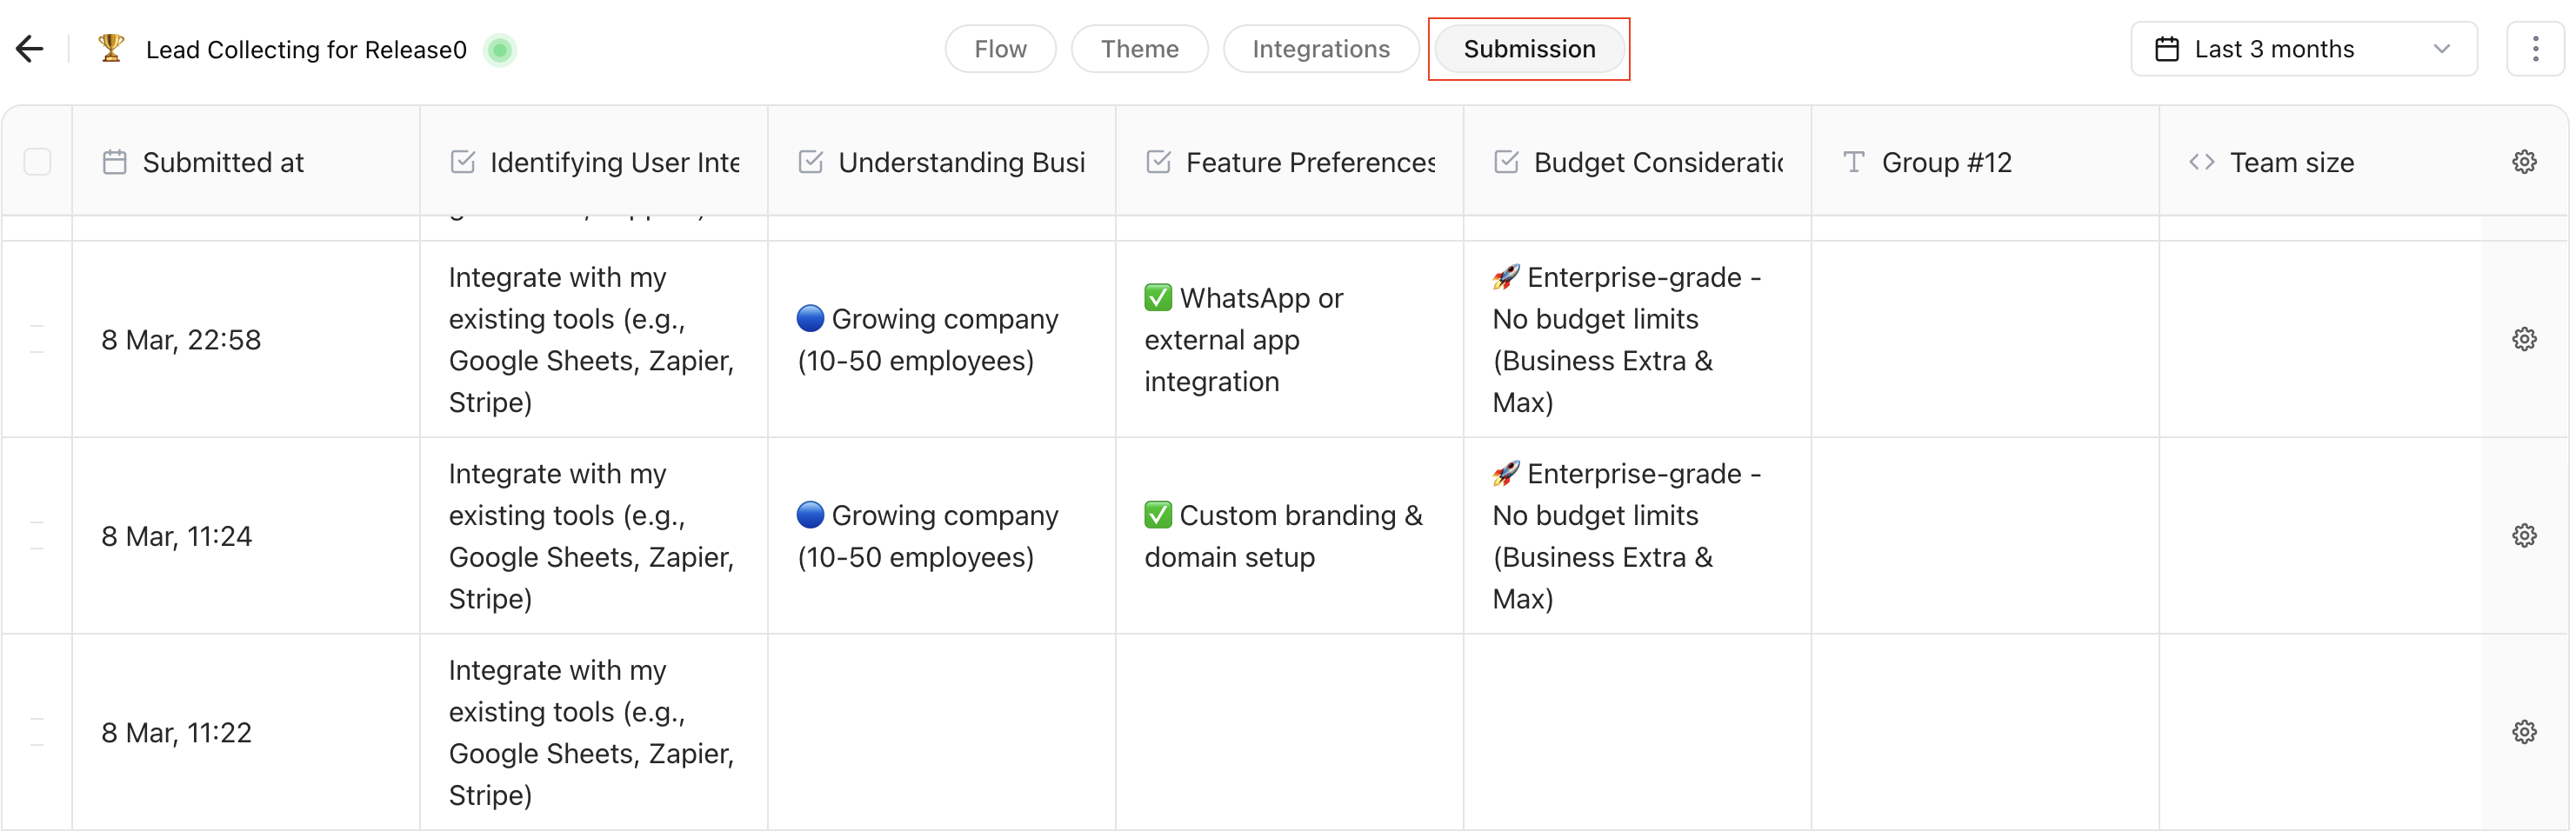 Lead Collecting for Release0
Flow
Theme
Integrations
Submission
Last 3 months
Submitted at
Identifying User Inte
Understanding Busi
Feature Preferences
Budget Consideratic
Group #12
Team size
8 Mar, 22:58
Integrate with my
existing tools (e.g.,
Google Sheets, Zapier,
Stripe)
🔵 Growing company
(10-50 employees)
✅ WhatsApp or
external app
integration
🚀 Enterprise-grade -
No budget limits
(Business Extra &
Max)
8 Mar, 11:24
Integrate with my
existing tools (e.g.,
Google Sheets, Zapier,
Stripe)
🔵 Growing company
(10-50 employees)
✅ Custom branding &
domain setup
🚀 Enterprise-grade -
No budget limits
(Business Extra &
Max)
8 Mar, 11:22
Integrate with my
existing tools (e.g.,
Google Sheets, Zapier,
Stripe)